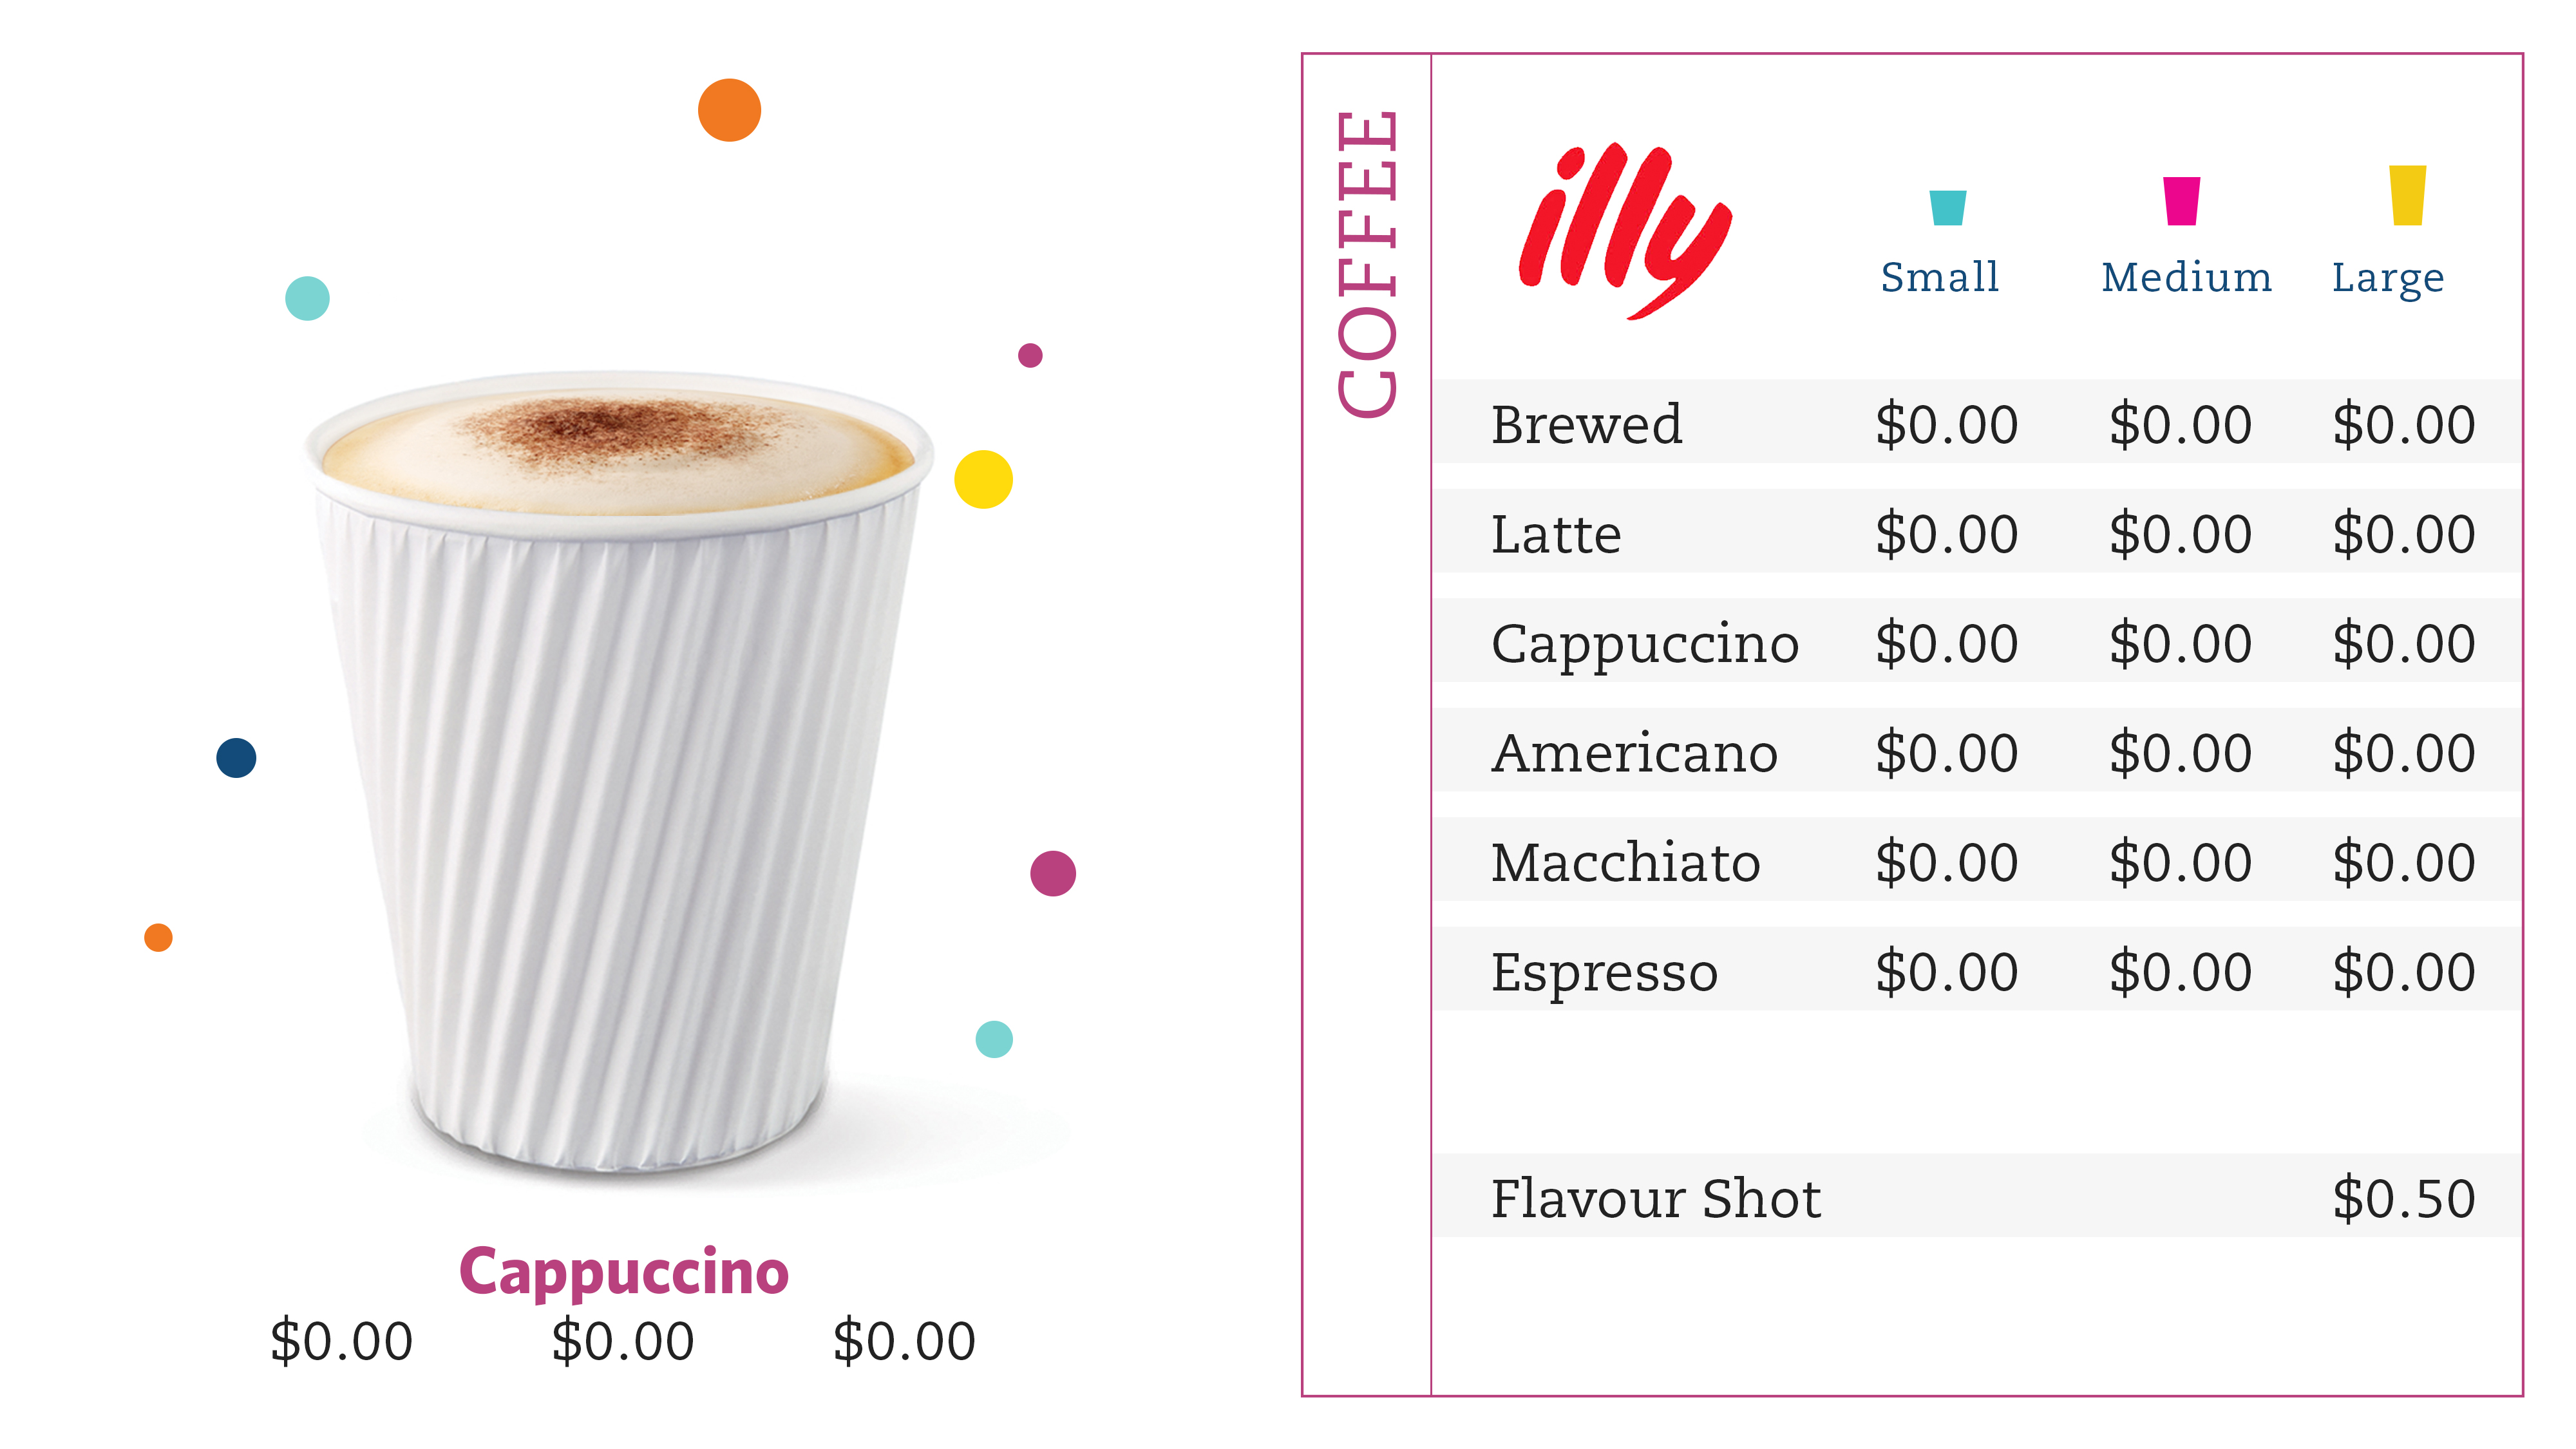 Cappuccino
$0.00 $0.00 $0.00
COFFEE
illy
Small Medium Large
Brewed $0.00 $0.00 $0.00
Latte $0.00 $0.00 $0.00
Cappuccino $0.00 $0.00 $0.00
Americano $0.00 $0.00 $0.00
Macchiato $0.00 $0.00 $0.00
Espresso $0.00 $0.00 $0.00
Flavour Shot $0.50